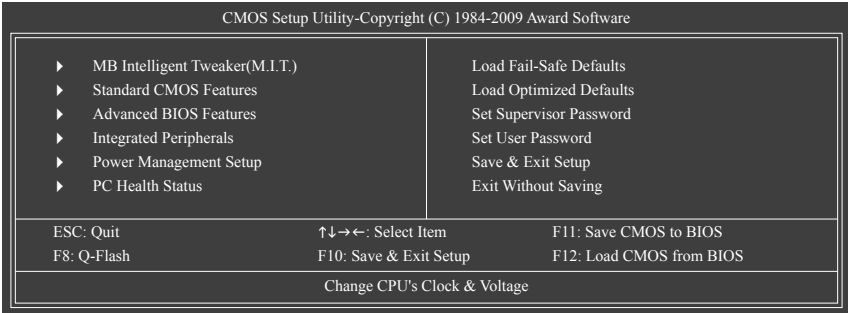 CMOS Setup Utility-Copyright (C) 1984-2009 Award Software
MB Intelligent Tweaker(M.I.T.)
Standard CMOS Features
Advanced BIOS Features
Integrated Peripherals
Power Management Setup
PC Health Status
Load Fail-Safe Defaults
Load Optimized Defaults
Set Supervisor Password
Set User Password
Save & Exit Setup
Exit Without Saving
ESC: Quit
↑↓→←: Select Item
F11: Save CMOS to BIOS
F8: Q-Flash
F10: Save & Exit Setup
F12: Load CMOS from BIOS
Change CPU's Clock & Voltage